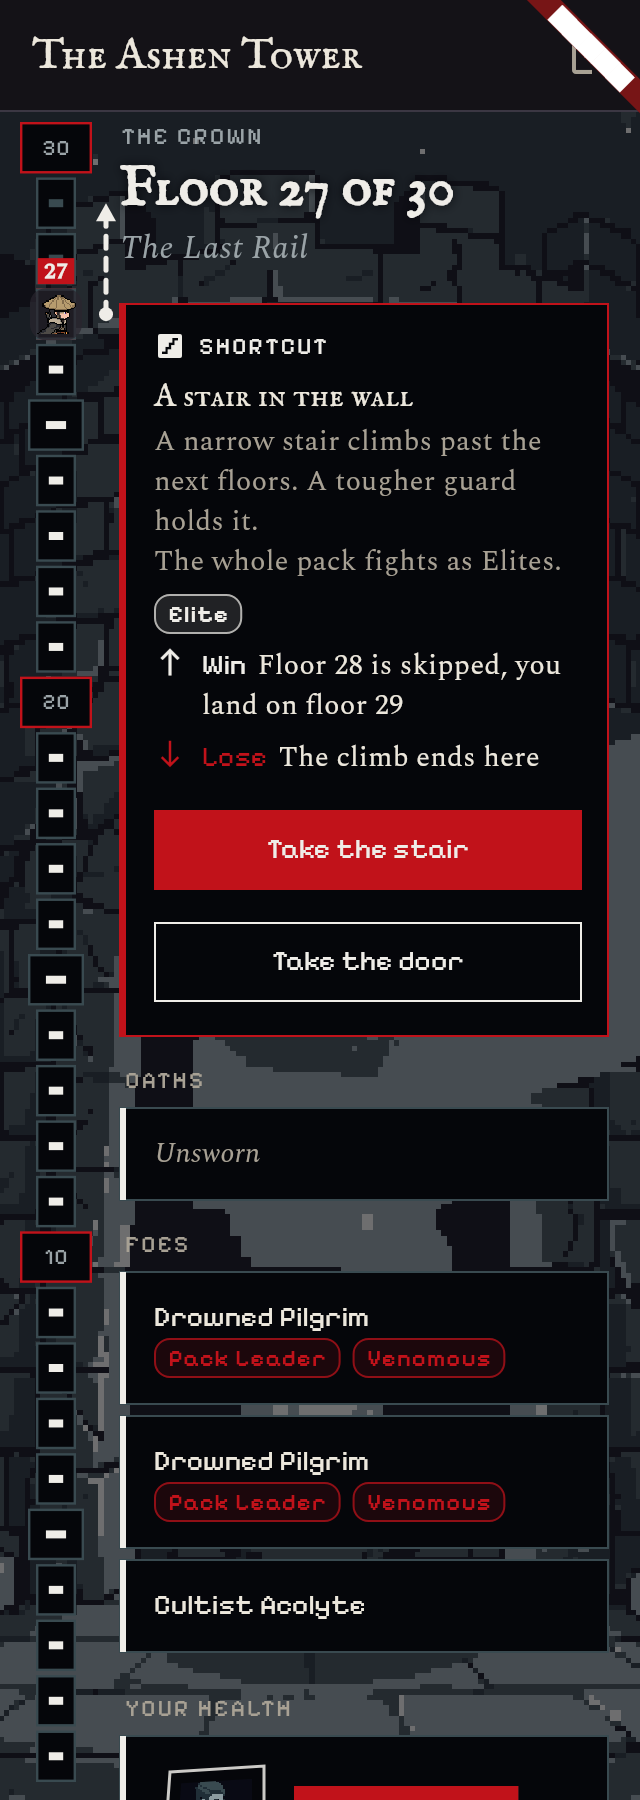 The Ashen Tower
30
THE CROWN
Floor 27 of 30
The Last Rail
27
SHORTCUT
A stair in the wall
A narrow stair climbs past the
next floors. A tougher guard
holds it.
The whole pack fights as Elites.
Elite
Win Floor 28 is skipped, you
land on floor 29
Lose The climb ends here
20
Take the stair
Take the door
OATHS
Unsworn
10
FOES
Drowned Pilgrim
Pack Leader Venomous
Drowned Pilgrim
Pack Leader Venomous
Cultist Acolyte
YOUR HEALTH